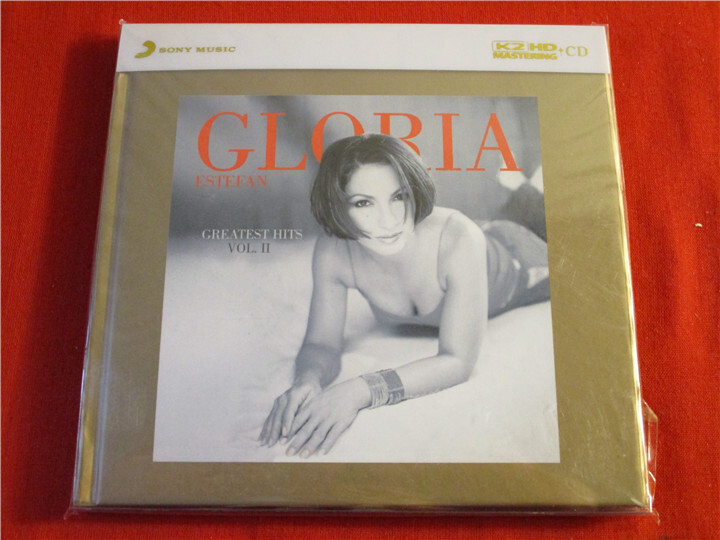 SONY MUSIC
K2 HD
MASTERING +CD
GLORIA
ESTEFAN
GREATEST HITS
VOL. II